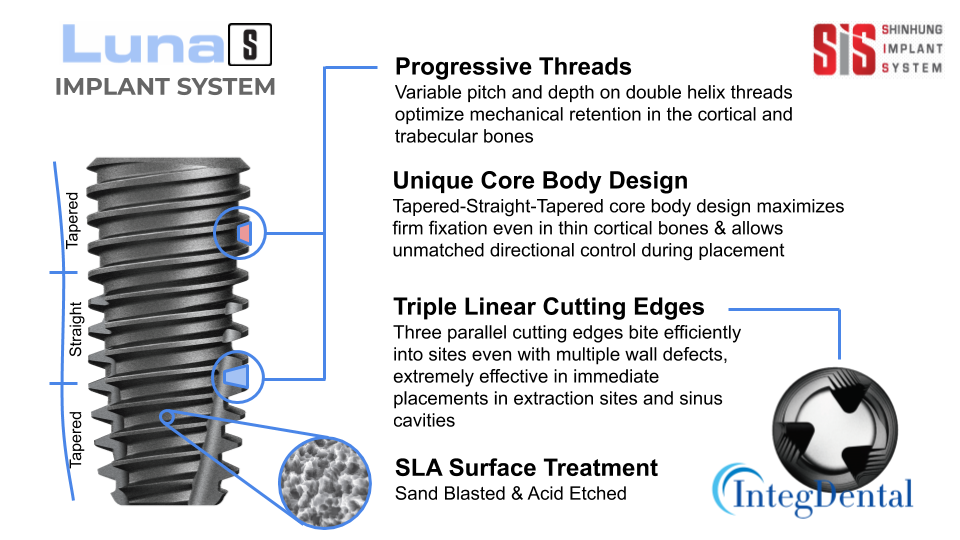 Luna S
IMPLANT SYSTEM
SiS SHINHUNG
IMPLANT
SYSTEM
Progressive Threads
Variable pitch and depth on double helix threads
optimize mechanical retention in the cortical and
trabecular bones
Unique Core Body Design
Tapered-Straight-Tapered core body design maximizes
firm fixation even in thin cortical bones & allows
unmatched directional control during placement
Triple Linear Cutting Edges
Three parallel cutting edges bite efficiently
into sites even with multiple wall defects,
extremely effective in immediate
placements in extraction sites and sinus
cavities
SLA Surface Treatment
Sand Blasted & Acid Etched
Tapered
Straight
Tapered
IntegDental